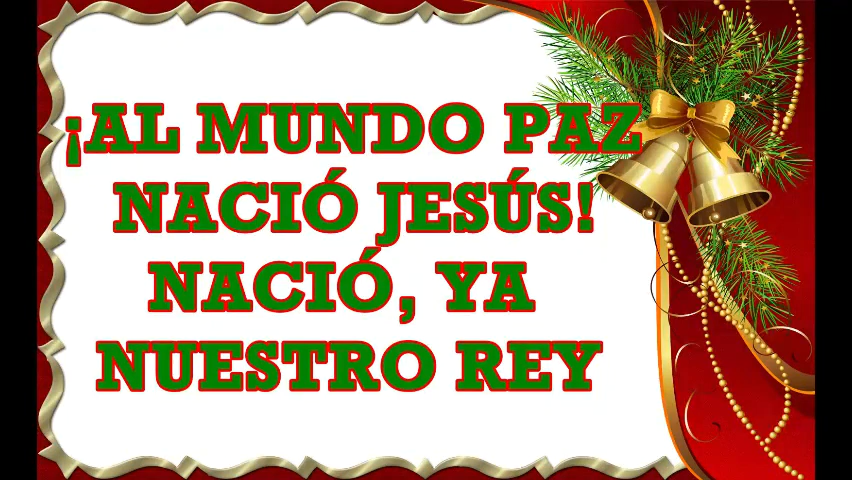 ¡AL MUNDO PAZ
NACIÓ JESÚS!
NACIÓ, YA
NUESTRO REY